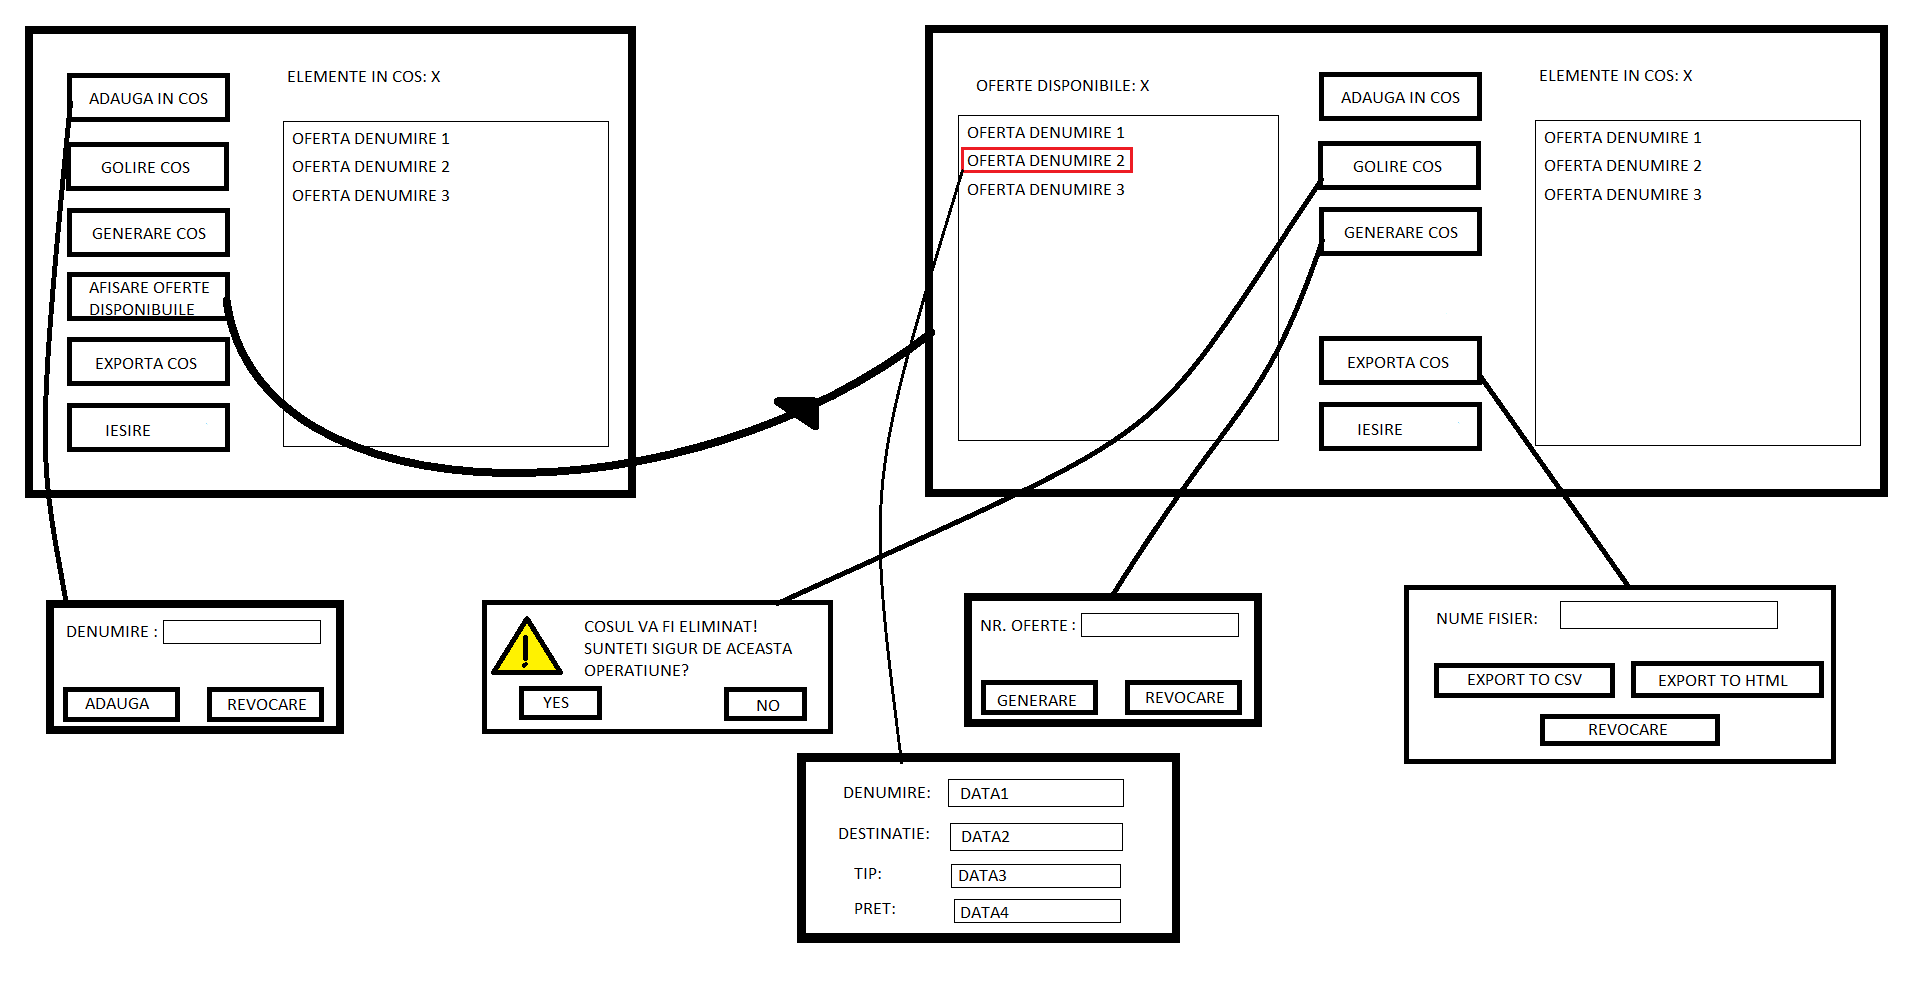 ELEMENTE IN COS: X
ADAUGA IN COS
GOLIRE COS
GENERARE COS
AFISARE OFERTE
DISPONIBUILE
EXPORTA COS
IESIRE
OFERTA DENUMIRE 1
OFERTA DENUMIRE 2
OFERTA DENUMIRE 3
OFERTE DISPONIBILE: X
OFERTA DENUMIRE 1
OFERTA DENUMIRE 2
OFERTA DENUMIRE 3
ADAUGA IN COS
GOLIRE COS
GENERARE COS
EXPORTA COS
IESIRE
ELEMENTE IN COS: X
OFERTA DENUMIRE 1
OFERTA DENUMIRE 2
OFERTA DENUMIRE 3
DENUMIRE :
ADAUGA
REVOCARE
COSUL VA FI ELIMINAT!
SUNTETI SIGUR DE ACEASTA
OPERATIUNE?
YES
NO
NR. OFERTE :
GENERARE
REVOCARE
NUME FISIER:
EXPORT TO CSV
EXPORT TO HTML
REVOCARE
DENUMIRE: DATA1
DESTINATIE: DATA2
TIP: DATA3
PRET: DATA4